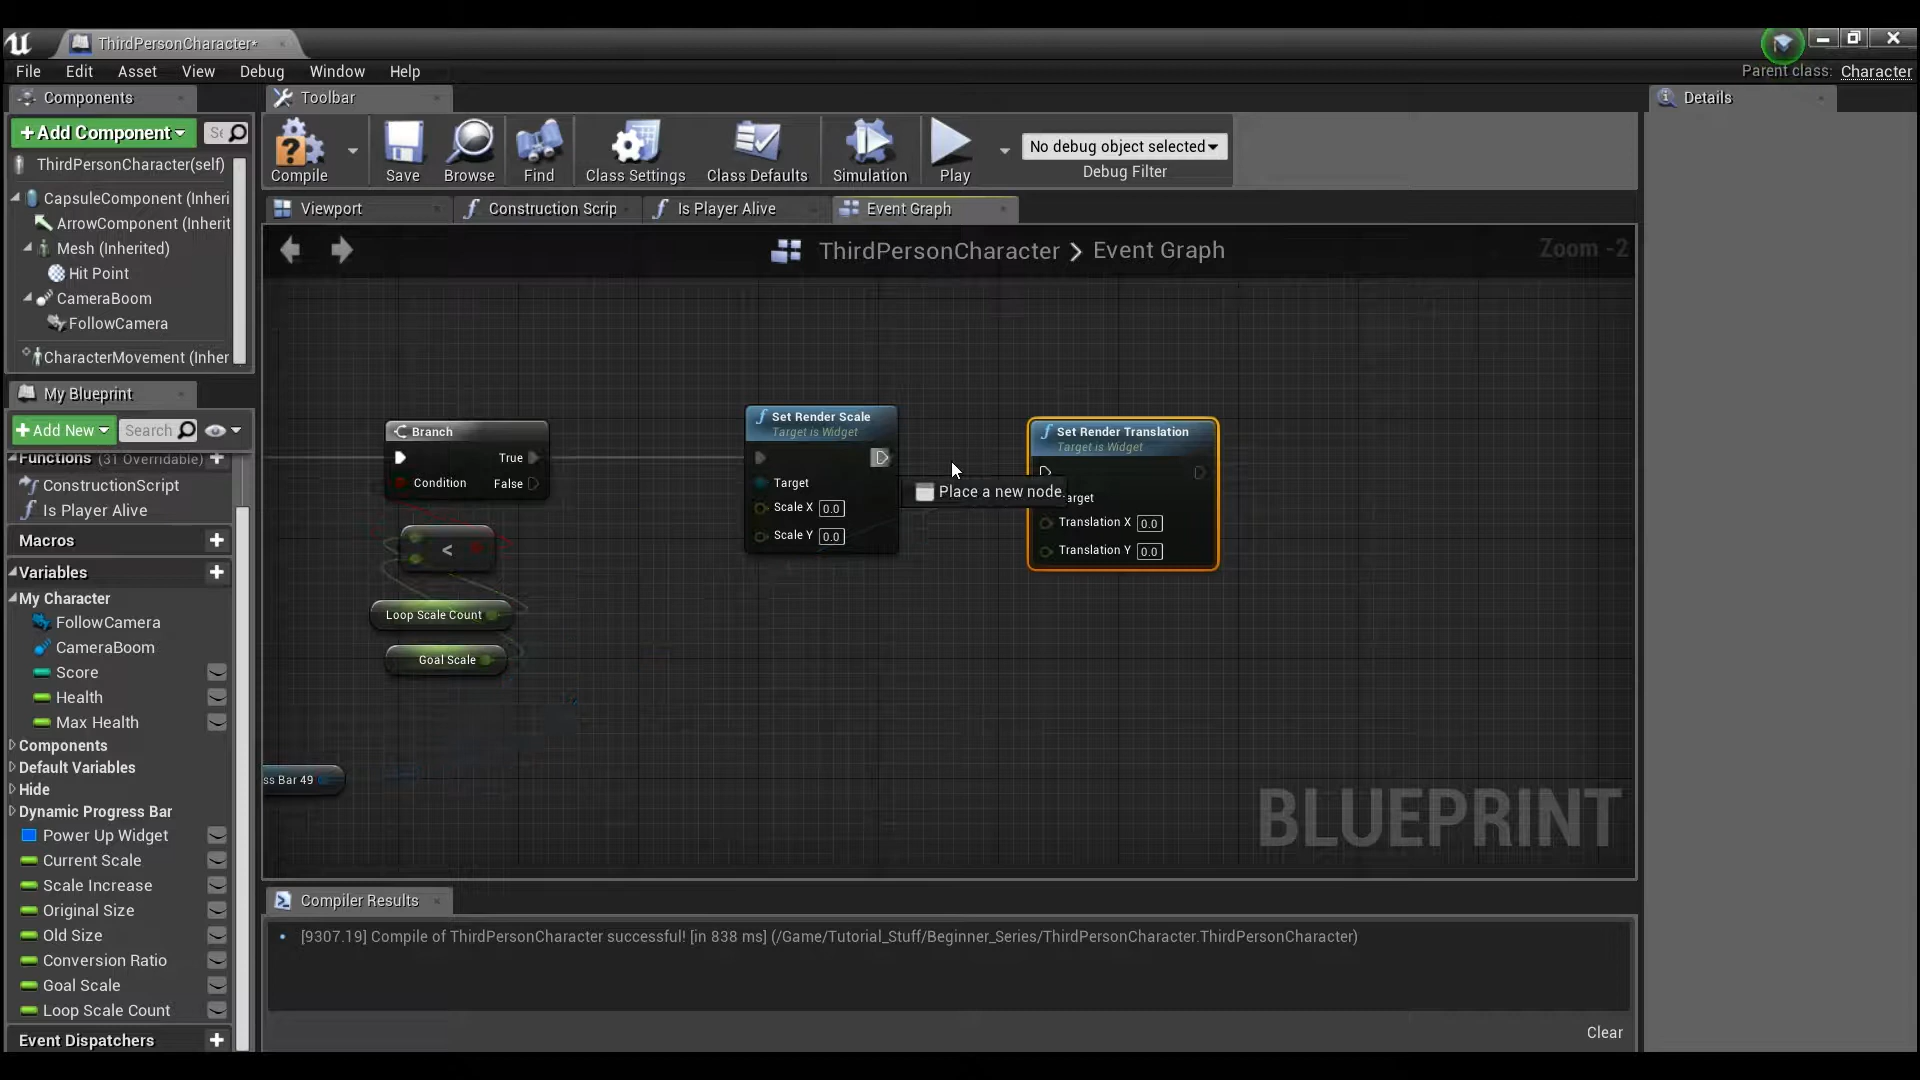 ThirdPersonCharacter*
File Edit Asset View Debug Window Help
Parent class: Character
Components
Toolbar
Details
+Add Component
Se
Compile
Save
Browse
Find
Class Settings
Class Defaults
Simulation
Play
No debug object selected
Debug Filter
ThirdPersonCharacter(self)
CapsuleComponent (Inheri
ArrowComponent (Inherit
Mesh (Inherited)
Hit Point
CameraBoom
FollowCamera
CharacterMovement (Inher
Viewport
Construction Scrip
Is Player Alive
Event Graph
ThirdPersonCharacter > Event Graph
Zoom -2
My Blueprint
+Add New
Search
Functions (31 Overridable)
ConstructionScript
Is Player Alive
Macros
Variables
My Character
FollowCamera
CameraBoom
Score
Health
Max Health
Components
Default Variables
Hide
Dynamic Progress Bar
Power Up Widget
Current Scale
Scale Increase
Original Size
Old Size
Conversion Ratio
Goal Scale
Loop Scale Count
Event Dispatchers
Branch
True
Condition
False
<
Loop Scale Count
Goal Scale
ss Bar 49
Set Render Scale
Target is Widget
Target
Scale X 0.0
Scale Y 0.0
Place a new node.
Set Render Translation
Target is Widget
arget
Translation X 0.0
Translation Y 0.0
BLUEPRINT
Compiler Results
[9307.19] Compile of ThirdPersonCharacter successful! [in 838 ms] (/Game/Tutorial_Stuff/Beginner_Series/ThirdPersonCharacter.ThirdPersonCharacter)
Clear